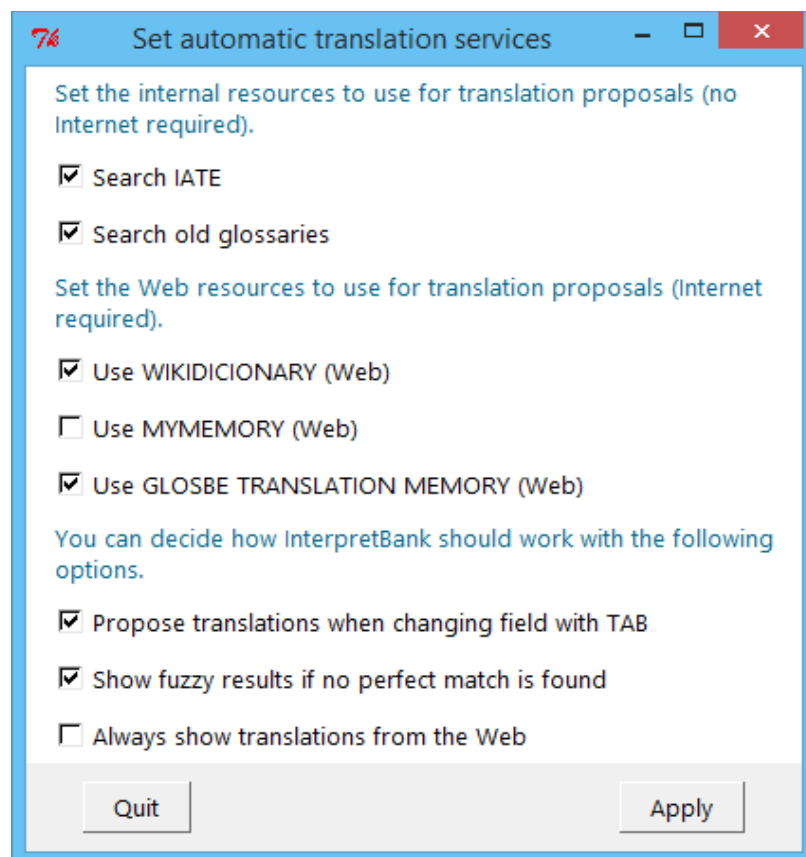 Set automatic translation services
Set the internal resources to use for translation proposals (no
Internet required).
Search IATE
Search old glossaries
Set the Web resources to use for translation proposals (Internet
required).
Use WIKIDICIONARY (Web)
Use MYMEMORY (Web)
Use GLOSBE TRANSLATION MEMORY (Web)
You can decide how InterpretBank should work with the following
options.
Propose translations when changing field with TAB
Show fuzzy results if no perfect match is found
Always show translations from the Web
Quit
Apply